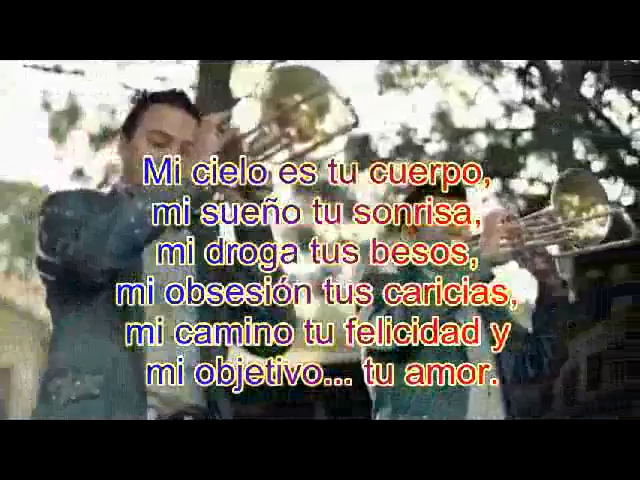 Mi cielo es tu cuerpo,
mi sueño tu sonrisa,
mi droga tus besos,
mi obsesión tus caricias,
mi camino tu felicidad y
mi objetivo... tu amor.